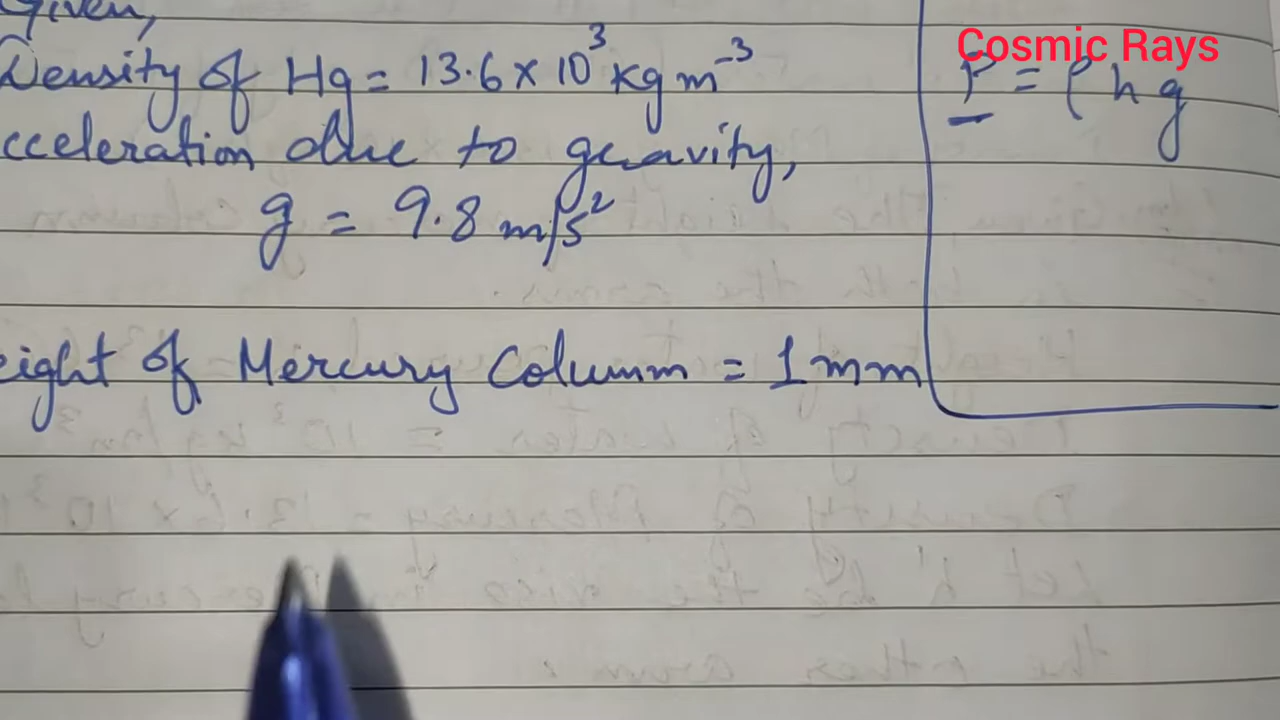 Given,
Density of Hg = 13.6 × 10³ kg m⁻³
cceleration due to gravity,
g = 9.8 m/s²
eight of Mercury Column = 1 mm
Cosmic Rays
P = ρ h g